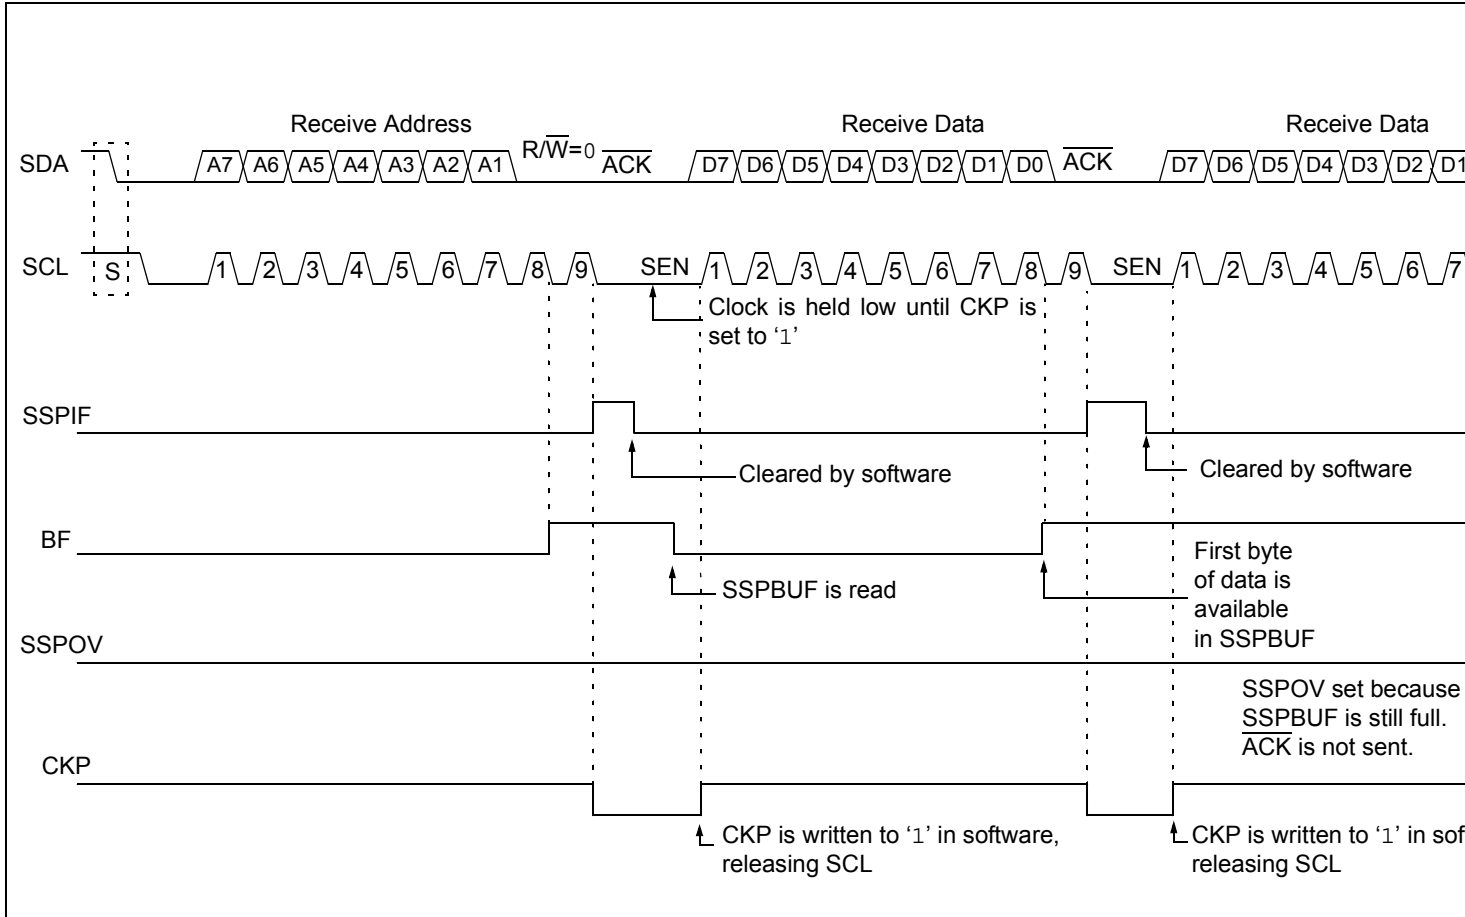 Receive Address
Receive Data
Receive Data
SDA
A7 A6 A5 A4 A3 A2 A1 R/W=0 ACK D7 D6 D5 D4 D3 D2 D1 D0 ACK D7 D6 D5 D4 D3 D2 D1
SCL
S 1 2 3 4 5 6 7 8 9 SEN 1 2 3 4 5 6 7 8 9 SEN 1 2 3 4 5 6 7
Clock is held low until CKP is
set to ‘1’
SSPIF
Cleared by software
Cleared by software
BF
SSPBUF is read
First byte
of data is
available
in SSPBUF
SSPOV
SSPOV set because
SSPBUF is still full.
ACK is not sent.
CKP
CKP is written to ‘1’ in software,
releasing SCL
CKP is written to ‘1’ in sof
releasing SCL